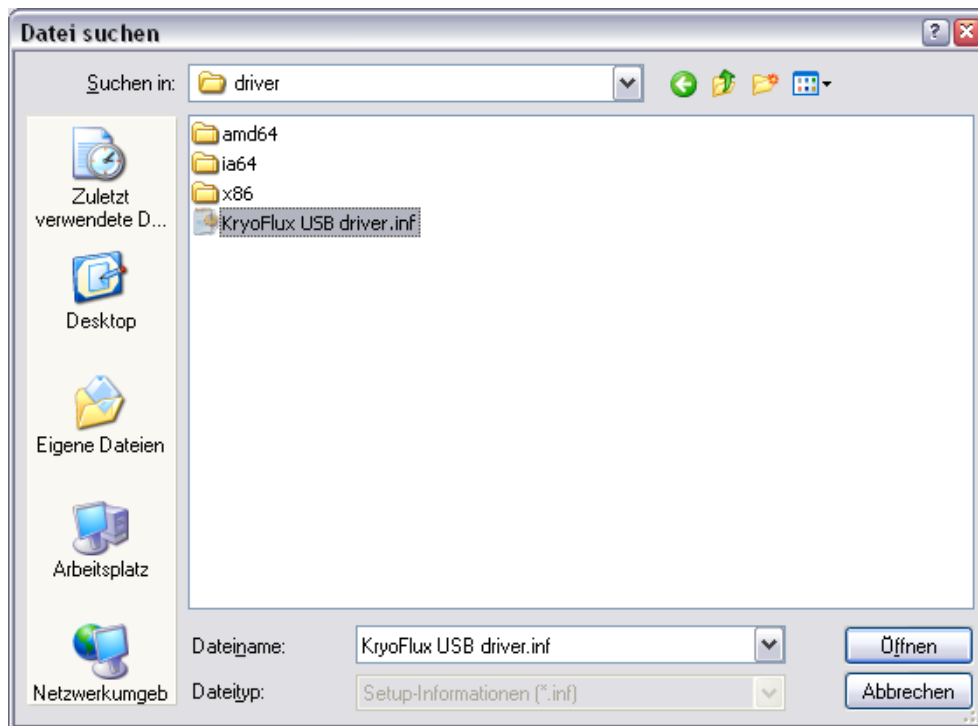 Datei suchen
Suchen in:
driver
Zuletzt
verwendete D...
Desktop
Eigene Dateien
Arbeitsplatz
Netzwerkumgeb
amd64
ia64
x86
KryoFlux USB driver.inf
Dateiname:
KryoFlux USB driver.inf
Öffnen
Dateityp:
Setup-Informationen (*.inf)
Abbrechen